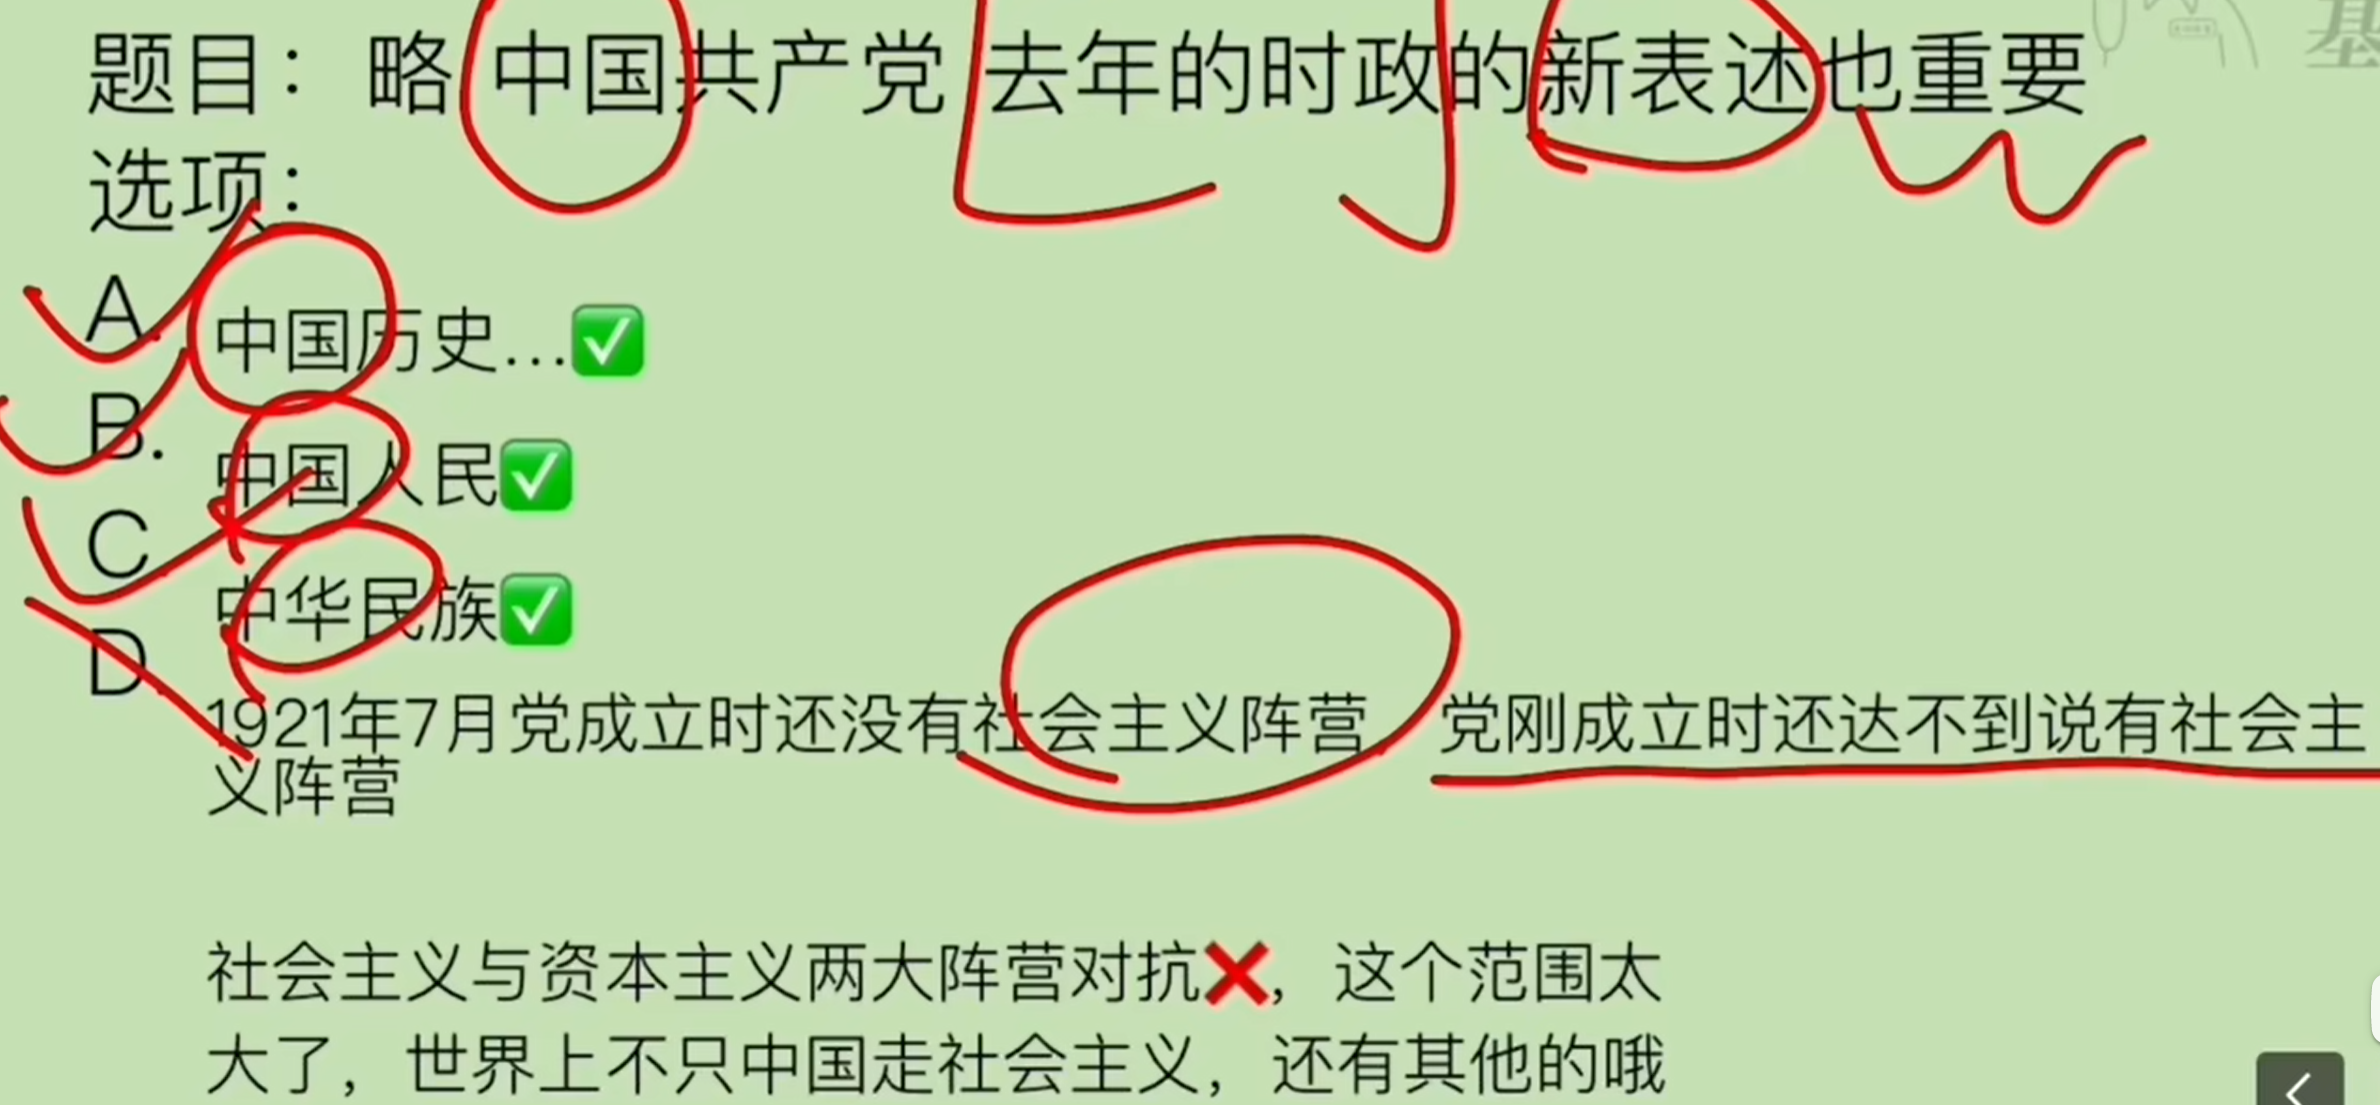 基
题目：略 中国共产党 去年的时政的新表述也重要
选项：
A. 中国历史...✅
B. 中国人民✅
C. 中华民族✅
D.
1921年7月党成立时还没有社会主义阵营 党刚成立时还达不到说有社会主
义阵营
社会主义与资本主义两大阵营对抗❌，这个范围太
大了，世界上不只中国走社会主义，还有其他的哦